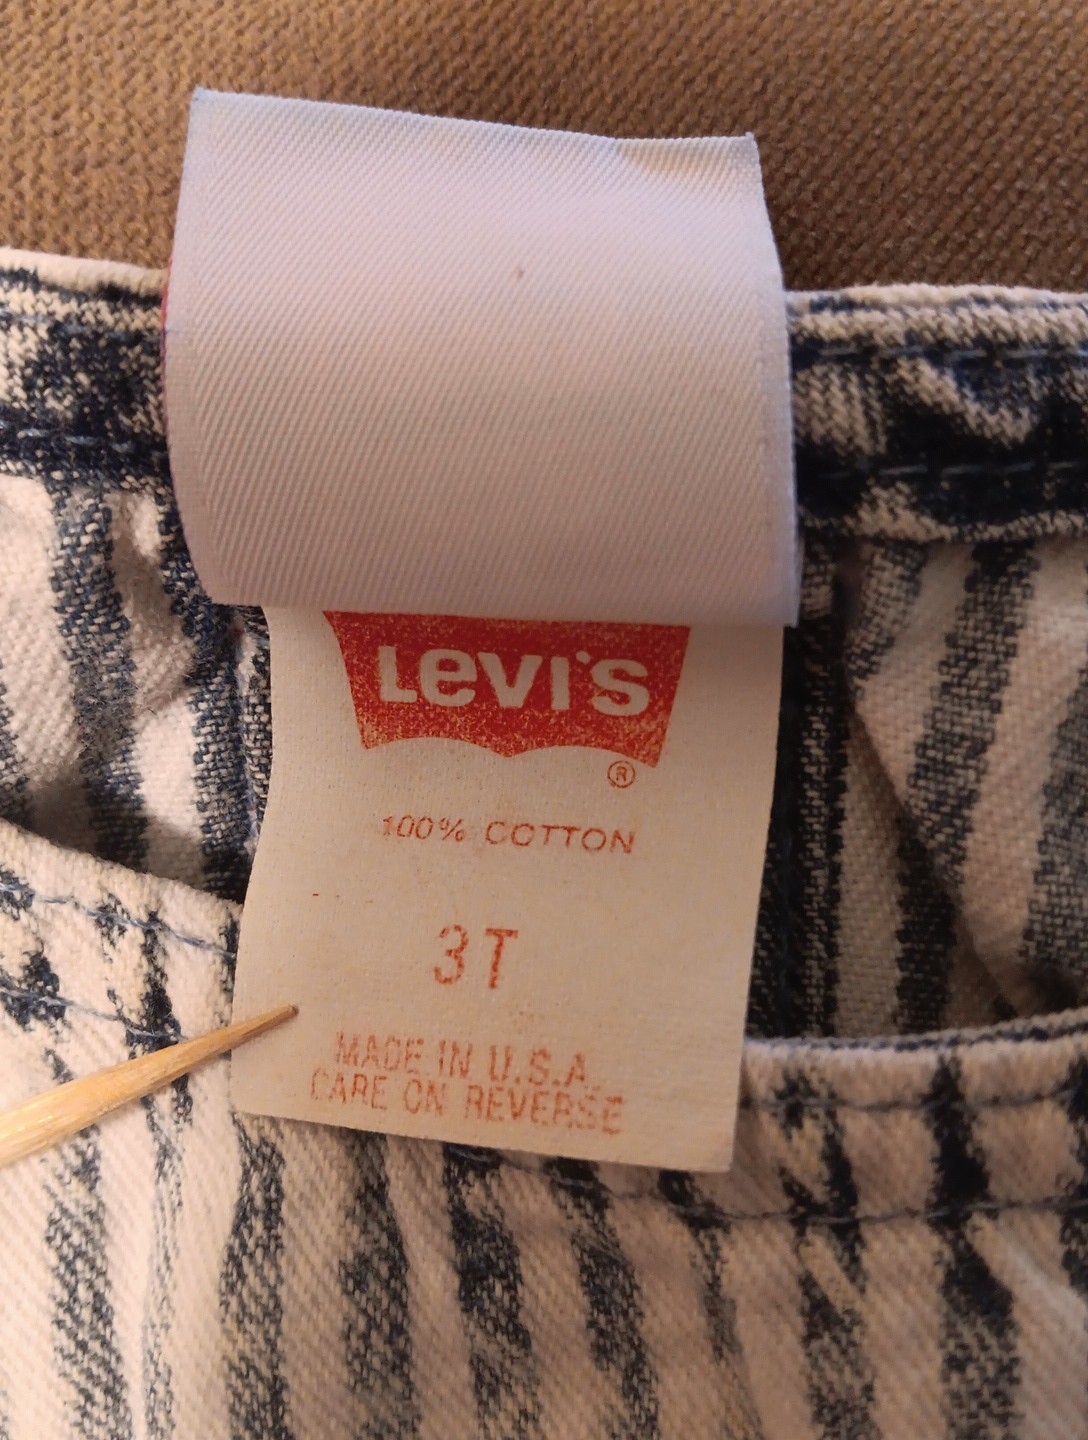 LEVI'S
®
100% COTTON
3T
MADE IN U.S.A.
CARE ON REVERSE